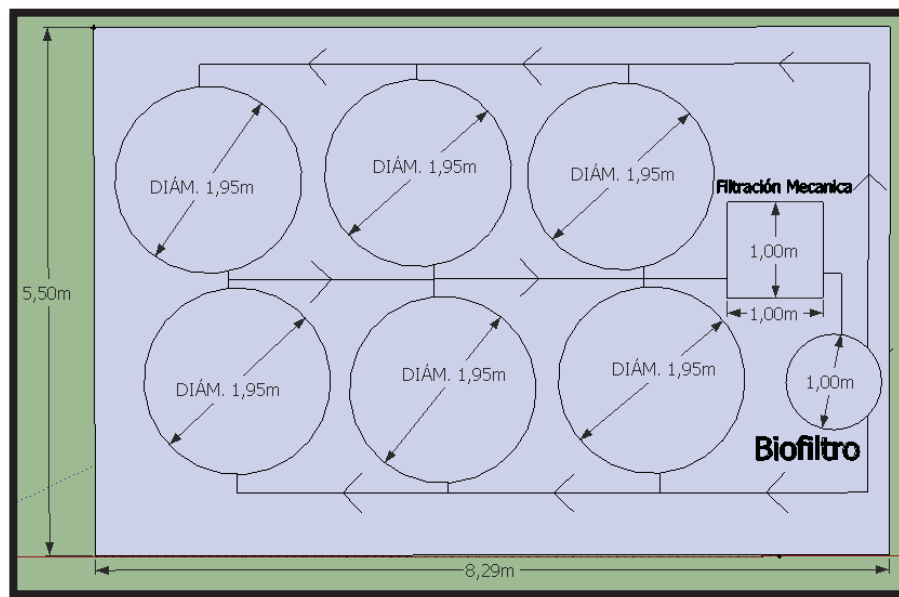 DIÁM. 1,95m
DIÁM. 1,95m
DIÁM. 1,95m
Filtración Mecanica
1,00m
1,00m
5,50m
DIÁM. 1,95m
DIÁM. 1,95m
DIÁM. 1,95m
1,00m
Biofiltro
8,29m